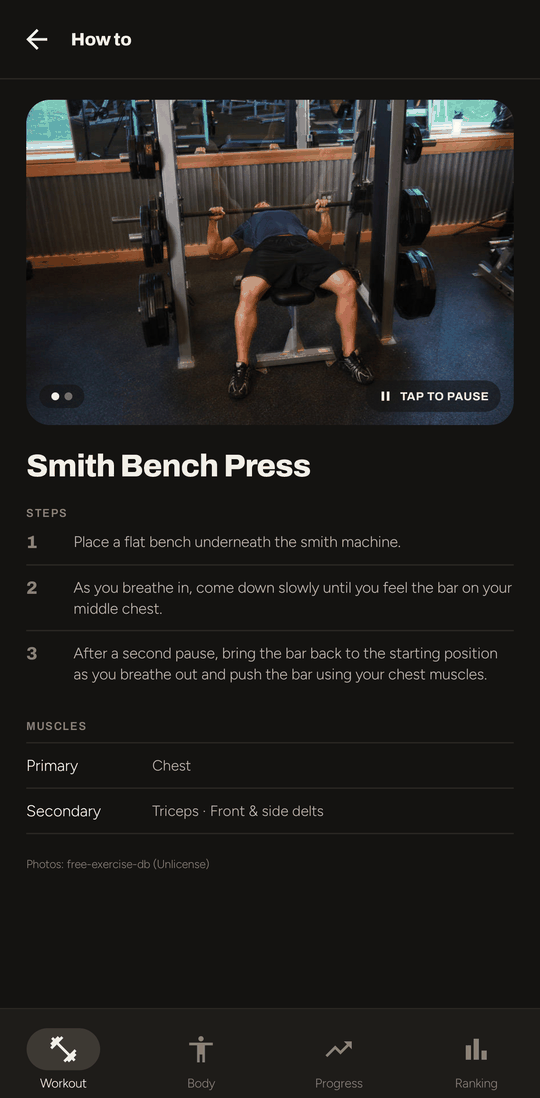 How to
TAP TO PAUSE
Smith Bench Press
STEPS
1 Place a flat bench underneath the smith machine.
2 As you breathe in, come down slowly until you feel the bar on your
middle chest.
3 After a second pause, bring the bar back to the starting position
as you breathe out and push the bar using your chest muscles.
MUSCLES
Primary Chest
Secondary Triceps · Front & side delts
Photos: free-exercise-db (Unlicense)
Workout Body Progress Ranking